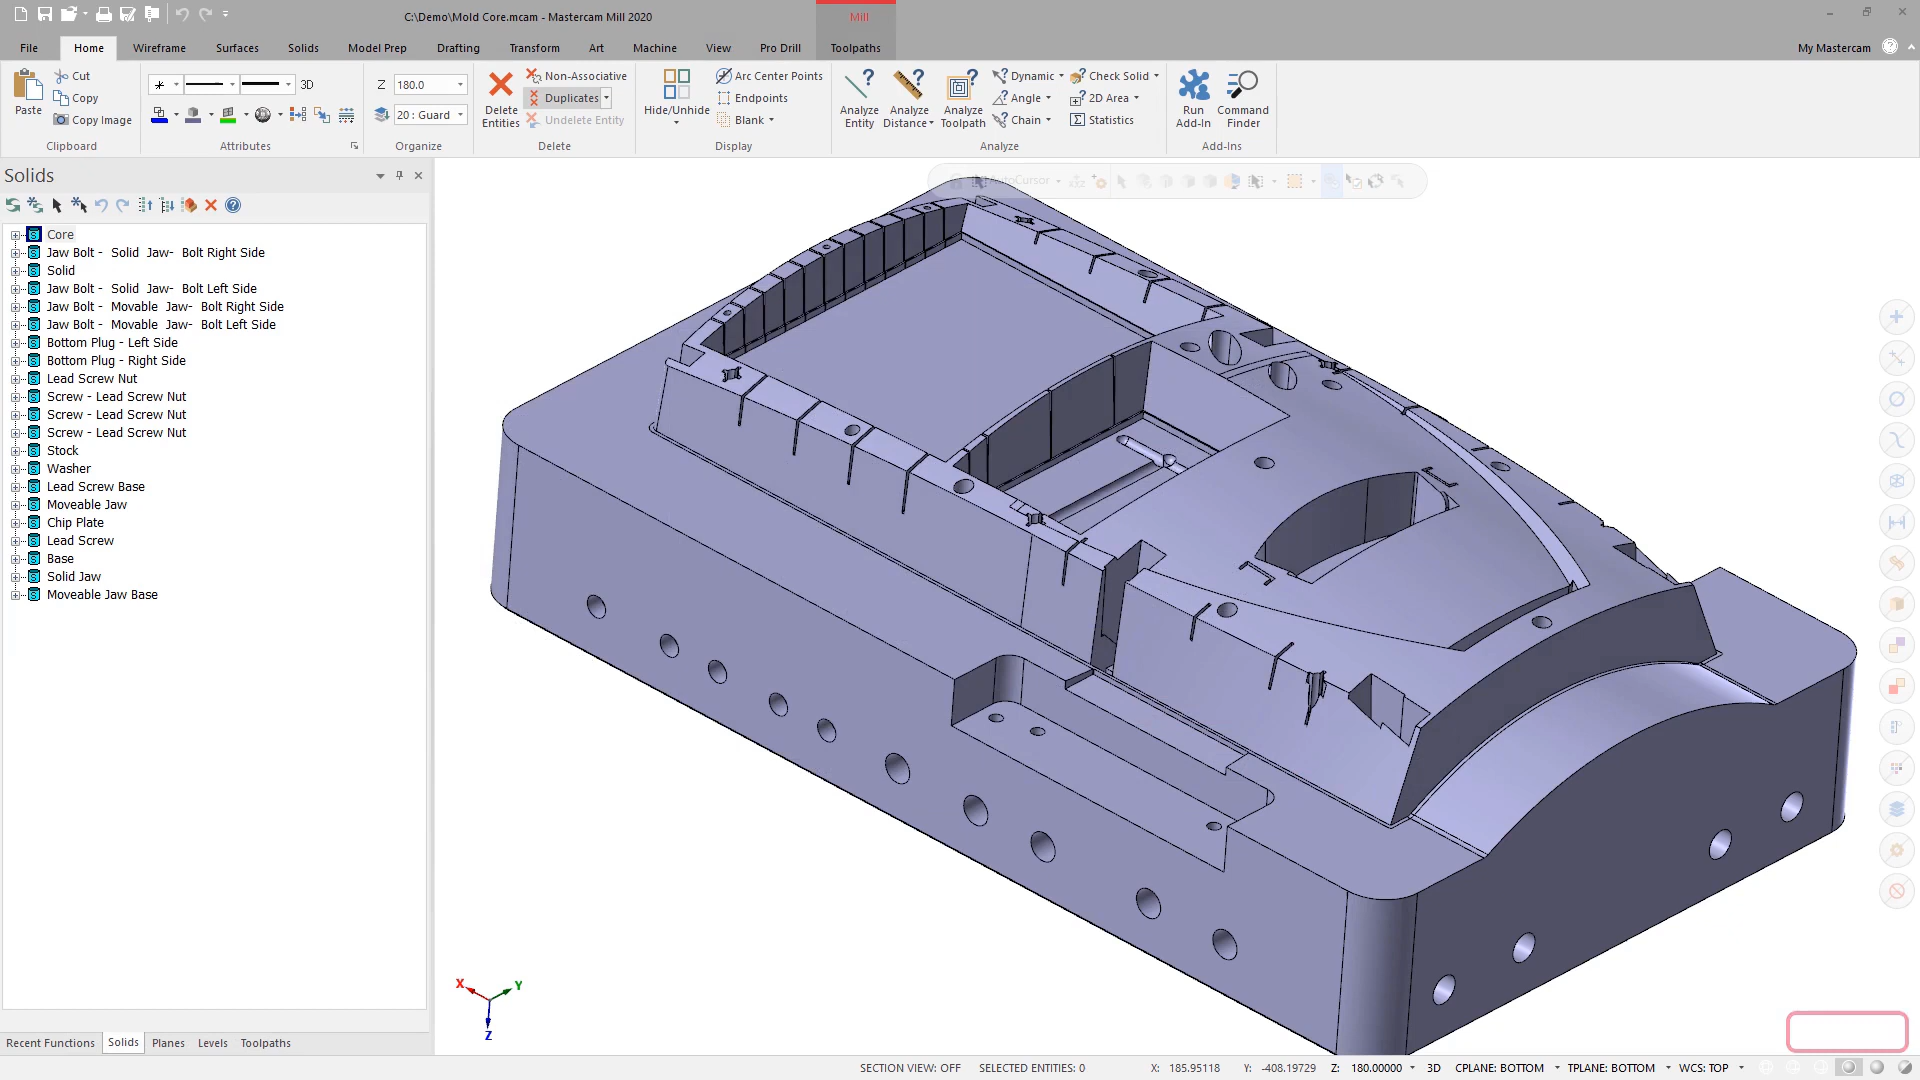 C:\Demo\Mold Core.mcam - Mastercam Mill 2020
Mill
File Home Wireframe Surfaces Solids Model Prep Drafting Transform Art Machine View Pro Drill Toolpaths My Mastercam
Paste
Cut
Copy
Copy Image
Clipboard
3D
Attributes
Z 180.0
20 : Guard
Organize
Delete Entities
Non-Associative
Duplicates
Undelete Entity
Delete
Hide/Unhide
Arc Center Points
Endpoints
Blank
Display
Analyze Entity
Analyze Distance
Analyze Toolpath
Dynamic
Angle
Chain
Check Solid
2D Area
Statistics
Analyze
Run Add-In
Command Finder
Add-Ins
Solids
AutoCursor
Core
Jaw Bolt - Solid Jaw- Bolt Right Side
Solid
Jaw Bolt - Solid Jaw- Bolt Left Side
Jaw Bolt - Movable Jaw- Bolt Right Side
Jaw Bolt - Movable Jaw- Bolt Left Side
Bottom Plug - Left Side
Bottom Plug - Right Side
Lead Screw Nut
Screw - Lead Screw Nut
Screw - Lead Screw Nut
Screw - Lead Screw Nut
Stock
Washer
Lead Screw Base
Moveable Jaw
Chip Plate
Lead Screw
Base
Solid Jaw
Moveable Jaw Base
X
Y
Z
Recent Functions Solids Planes Levels Toolpaths
SECTION VIEW: OFF SELECTED ENTITIES: 0 X: 185.95118 Y: -408.19729 Z: 180.00000 3D CPLANE: BOTTOM TPLANE: BOTTOM WCS: TOP